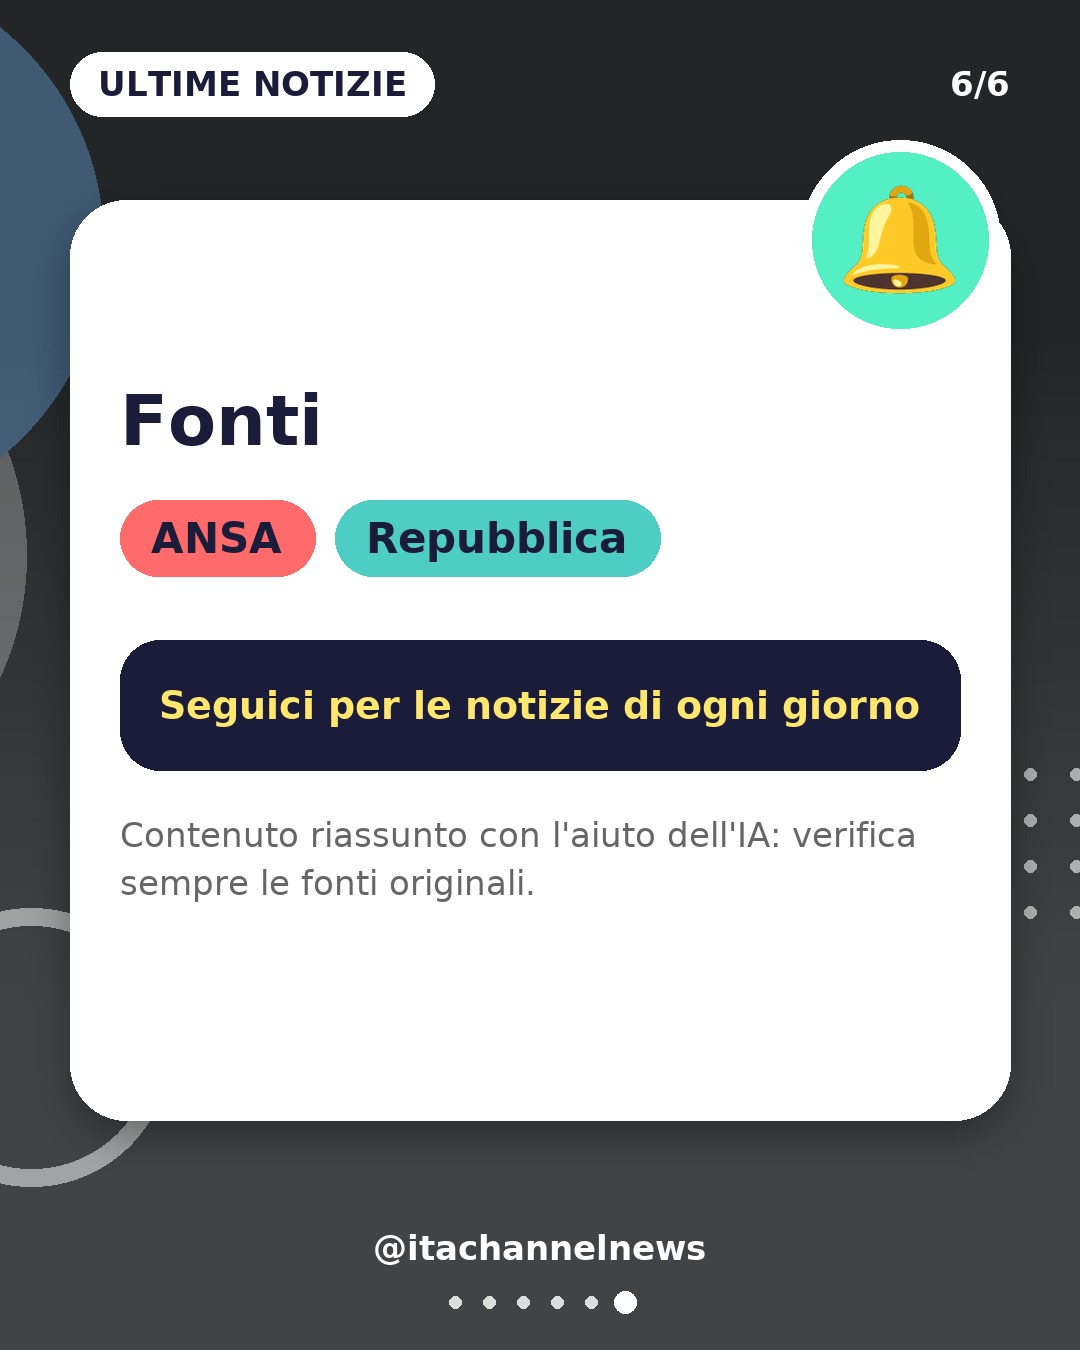 ULTIME NOTIZIE
6/6
Fonti
ANSA Repubblica
Seguici per le notizie di ogni giorno
Contenuto riassunto con l'aiuto dell'IA: verifica
sempre le fonti originali.
@itachannelnews